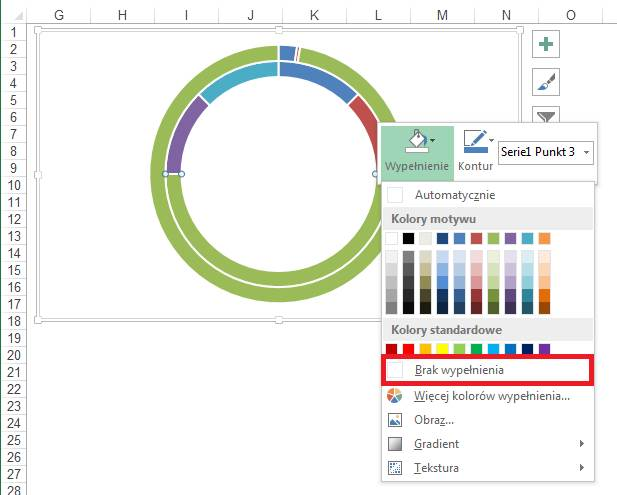 G H I J K L M N O
1
2
3
4
5
6
7
8
9
10
11
12
13
14
15
16
17
18
19
20
21
22
23
24
25
26
27
28
Wypełnienie Kontur Serie1 Punkt 3
Automatycznie
Kolory motywu
Kolory standardowe
Brak wypełnienia
Więcej kolorów wypełnienia...
Obraz...
Gradient
Tekstura